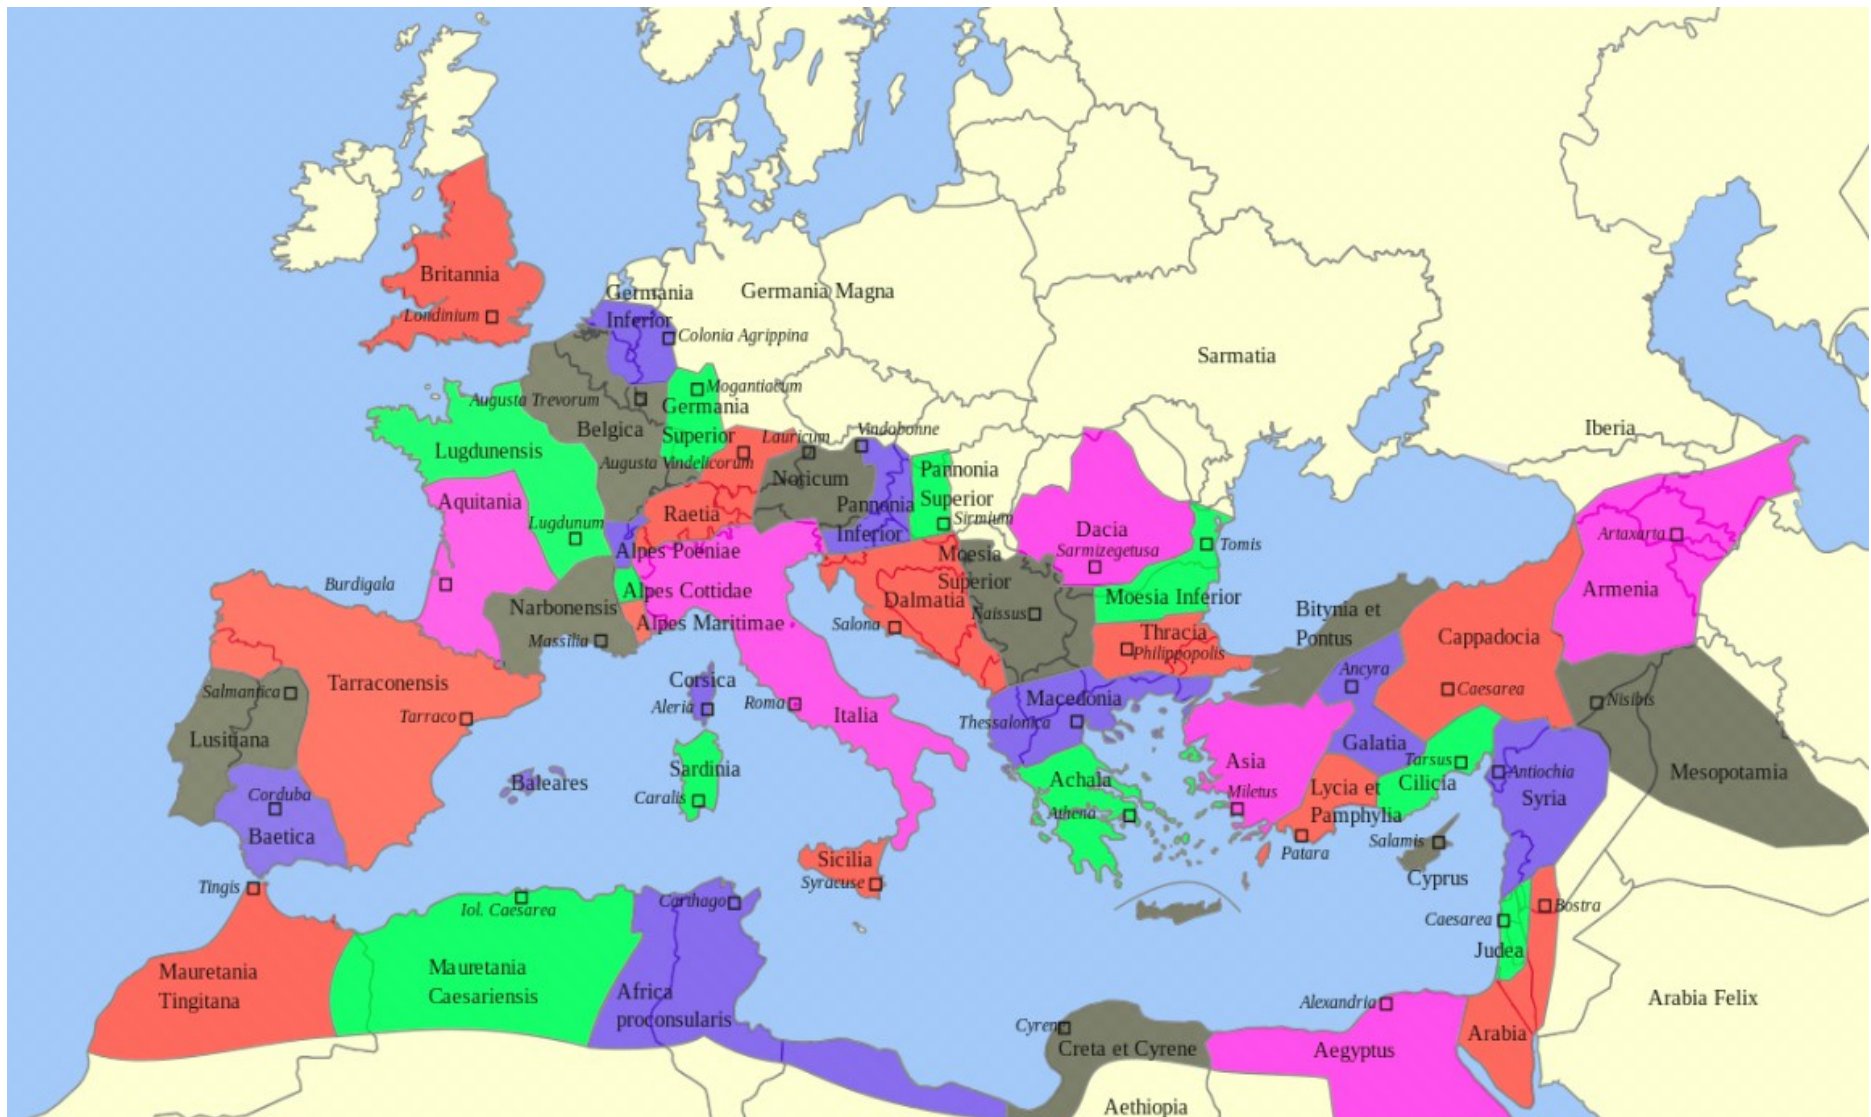 Britannia
Londinium
Germania
Inferior
Germania Magna
Colonia Agrippina
Sarmatia
Augusta Trevorum
Mogantiacum
Germania
Superior
Belgica
Lugdunensis
Lauricum
Vindobonne
Augusta Vindelicorum
Noricum
Pannonia
Superior
Sirmium
Pannonia
Inferior
Iberia
Aquitania
Lugdunum
Raetia
Alpes Poeniae
Dacia
Sarmizegetusa
Tomis
Artaxarta
Armenia
Burdigala
Narbonensis
Massilia
Alpes Cottidae
Alpes Maritimae
Moesia
Superior
Dalmatia
Naissus
Salona
Moesia Inferior
Thracia
Philippopolis
Bitynia et
Pontus
Cappadocia
Caesarea
Ancyra
Nisibis
Tarraconensis
Salmantica
Tarraco
Lusitiana
Corsica
Aleria
Roma
Italia
Macedonia
Thessalonica
Galatia
Asia
Miletus
Tarsus
Cilicia
Antiochia
Syria
Mesopotamia
Baleares
Sardinia
Caralis
Achala
Athena
Lycia et
Pamphylia
Patara
Salamis
Cyprus
Corduba
Baetica
Sicilia
Syracuse
Tingis
Iol. Caesarea
Carthago
Caesarea
Bostra
Judea
Mauretania
Tingitana
Mauretania
Caesariensis
Africa
proconsularis
Cyren
Creta et Cyrene
Alexandria
Aegyptus
Arabia
Arabia Felix
Aethiopia